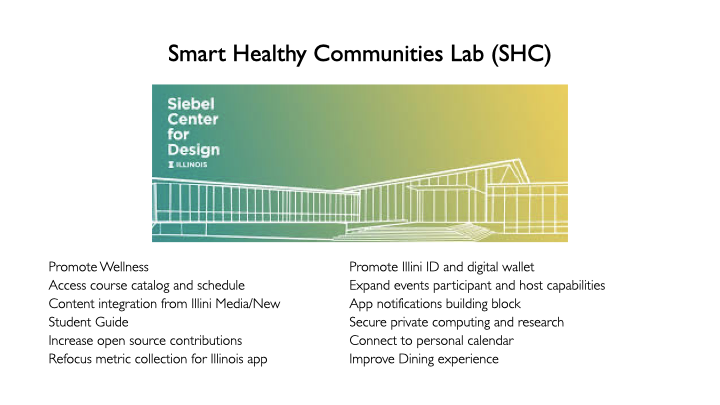 Smart Healthy Communities Lab (SHC)
Siebel
Center
for
Design
ILLINOIS
Promote Wellness
Access course catalog and schedule
Content integration from Illini Media/New
Student Guide
Increase open source contributions
Refocus metric collection for Illinois app
Promote Illini ID and digital wallet
Expand events participant and host capabilities
App notifications building block
Secure private computing and research
Connect to personal calendar
Improve Dining experience